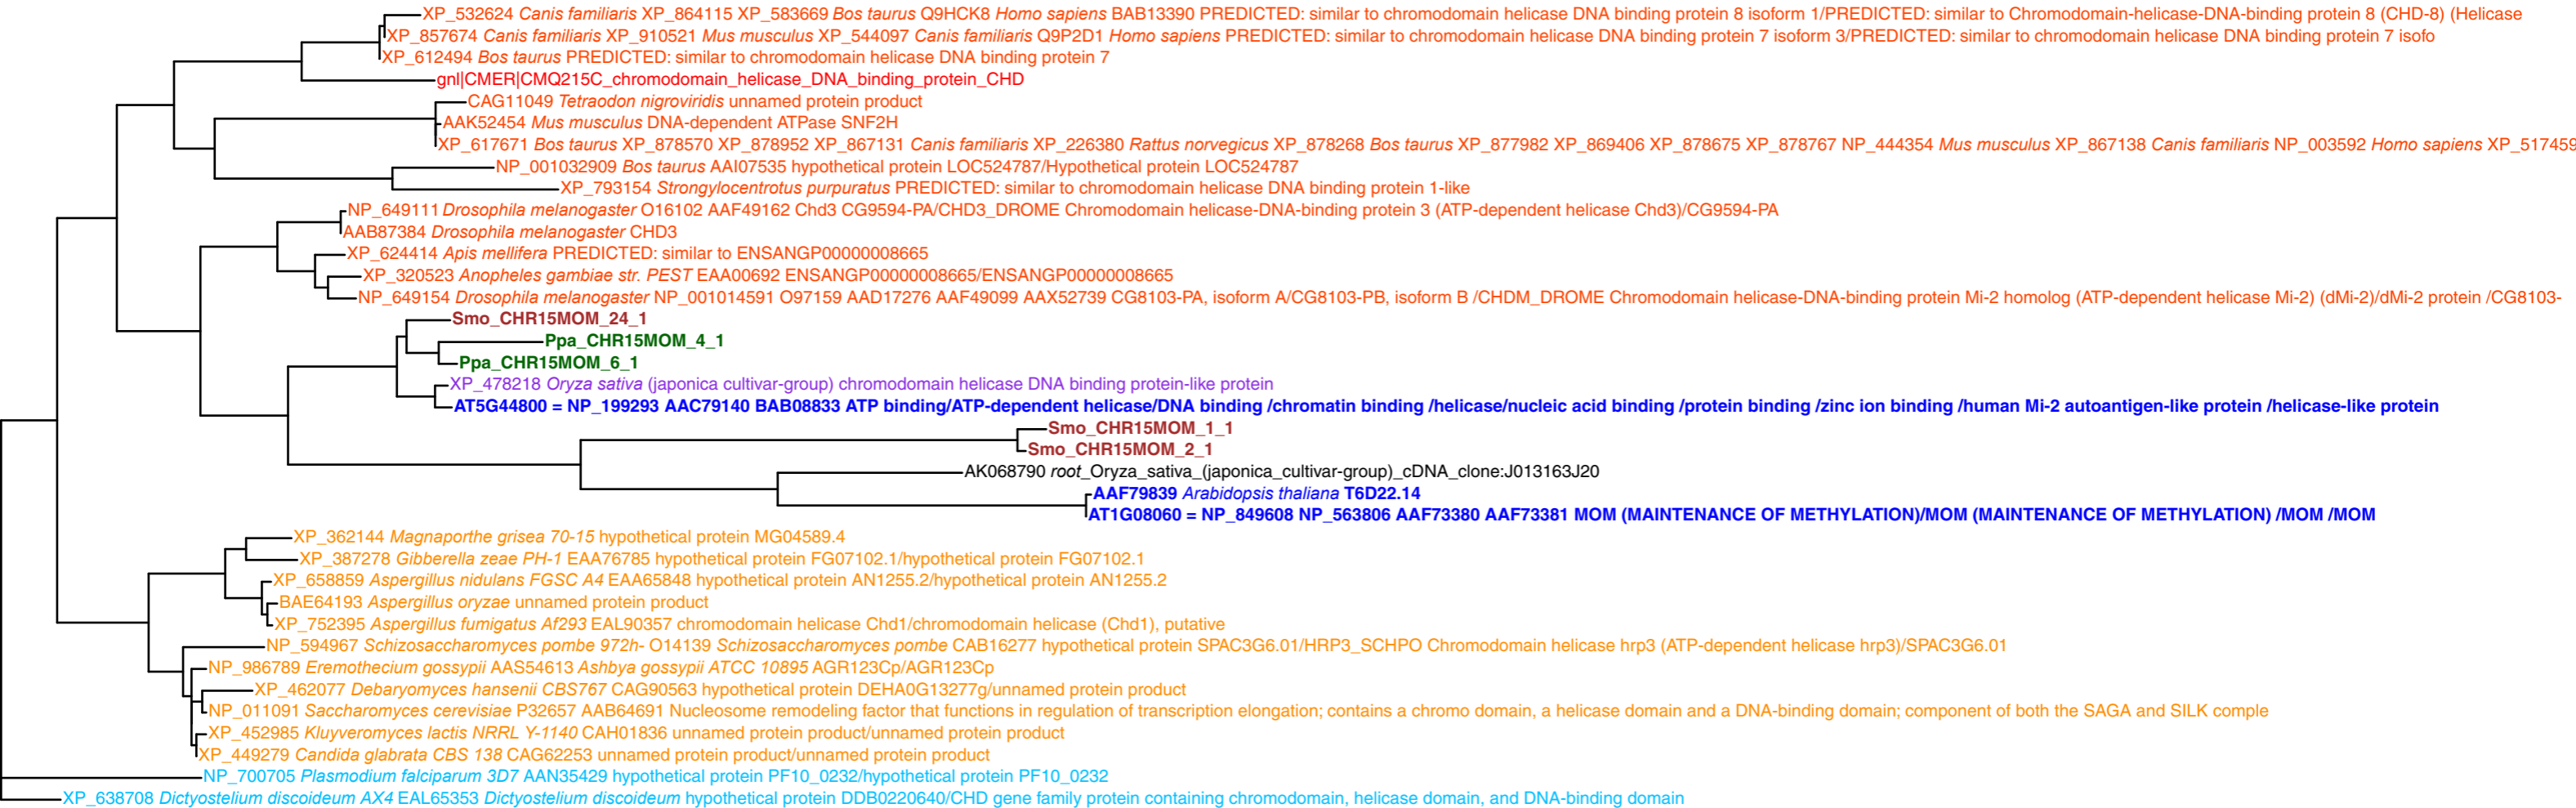 XP_532624 Canis familiaris XP_864115 XP_583669 Bos taurus Q9HCK8 Homo sapiens BAB13390 PREDICTED: similar to chromodomain helicase DNA binding protein 8 isoform 1/PREDICTED: similar to Chromodomain-helicase-DNA-binding protein 8 (CHD-8) (Helicase
XP_857674 Canis familiaris XP_910521 Mus musculus XP_544097 Canis familiaris Q9P2D1 Homo sapiens PREDICTED: similar to chromodomain helicase DNA binding protein 7 isoform 3/PREDICTED: similar to chromodomain helicase DNA binding protein 7 isofo
XP_612494 Bos taurus PREDICTED: similar to chromodomain helicase DNA binding protein 7
gnl|CMER|CMQ215C_chromodomain_helicase_DNA_binding_protein_CHD
CAG11049 Tetraodon nigroviridis unnamed protein product
AAK52454 Mus musculus DNA-dependent ATPase SNF2H
XP_617671 Bos taurus XP_878570 XP_878952 XP_867131 Canis familiaris XP_226380 Rattus norvegicus XP_878268 Bos taurus XP_877982 XP_869406 XP_878675 XP_878767 NP_444354 Mus musculus XP_867138 Canis familiaris NP_003592 Homo sapiens XP_517459
NP_001032909 Bos taurus AAI07535 hypothetical protein LOC524787/Hypothetical protein LOC524787
XP_793154 Strongylocentrotus purpuratus PREDICTED: similar to chromodomain helicase DNA binding protein 1-like
NP_649111 Drosophila melanogaster O16102 AAF49162 Chd3 CG9594-PA/CHD3_DROME Chromodomain helicase-DNA-binding protein 3 (ATP-dependent helicase Chd3)/CG9594-PA
AAB87384 Drosophila melanogaster CHD3
XP_624414 Apis mellifera PREDICTED: similar to ENSANGP00000008665
XP_320523 Anopheles gambiae str. PEST EAA00692 ENSANGP00000008665/ENSANGP00000008665
NP_649154 Drosophila melanogaster NP_001014591 O97159 AAD17276 AAF49099 AAX52739 CG8103-PA, isoform A/CG8103-PB, isoform B /CHDM_DROME Chromodomain helicase-DNA-binding protein Mi-2 homolog (ATP-dependent helicase Mi-2) (dMi-2)/dMi-2 protein /CG8103-
Smo_CHR15MOM_24_1
Ppa_CHR15MOM_4_1
Ppa_CHR15MOM_6_1
XP_478218 Oryza sativa (japonica cultivar-group) chromodomain helicase DNA binding protein-like protein
AT5G44800 = NP_199293 AAC79140 BAB08833 ATP binding/ATP-dependent helicase/DNA binding /chromatin binding /helicase/nucleic acid binding /protein binding /zinc ion binding /human Mi-2 autoantigen-like protein /helicase-like protein
Smo_CHR15MOM_1_1
Smo_CHR15MOM_2_1
AK068790 root_Oryza_sativa_(japonica_cultivar-group)_cDNA_clone:J013163J20
AAF79839 Arabidopsis thaliana T6D22.14
AT1G08060 = NP_849608 NP_563806 AAF73380 AAF73381 MOM (MAINTENANCE OF METHYLATION)/MOM (MAINTENANCE OF METHYLATION) /MOM /MOM
XP_362144 Magnaporthe grisea 70-15 hypothetical protein MG04589.4
XP_387278 Gibberella zeae PH-1 EAA76785 hypothetical protein FG07102.1/hypothetical protein FG07102.1
XP_658859 Aspergillus nidulans FGSC A4 EAA65848 hypothetical protein AN1255.2/hypothetical protein AN1255.2
BAE64193 Aspergillus oryzae unnamed protein product
XP_752395 Aspergillus fumigatus Af293 EAL90357 chromodomain helicase Chd1/chromodomain helicase (Chd1), putative
NP_594967 Schizosaccharomyces pombe 972h- O14139 Schizosaccharomyces pombe CAB16277 hypothetical protein SPAC3G6.01/HRP3_SCHPO Chromodomain helicase hrp3 (ATP-dependent helicase hrp3)/SPAC3G6.01
NP_986789 Eremothecium gossypii AAS54613 Ashbya gossypii ATCC 10895 AGR123Cp/AGR123Cp
XP_462077 Debaryomyces hansenii CBS767 CAG90563 hypothetical protein DEHA0G13277g/unnamed protein product
NP_011091 Saccharomyces cerevisiae P32657 AAB64691 Nucleosome remodeling factor that functions in regulation of transcription elongation; contains a chromo domain, a helicase domain and a DNA-binding domain; component of both the SAGA and SILK comple
XP_452985 Kluyveromyces lactis NRRL Y-1140 CAH01836 unnamed protein product/unnamed protein product
XP_449279 Candida glabrata CBS 138 CAG62253 unnamed protein product/unnamed protein product
NP_700705 Plasmodium falciparum 3D7 AAN35429 hypothetical protein PF10_0232/hypothetical protein PF10_0232
XP_638708 Dictyostelium discoideum AX4 EAL65353 Dictyostelium discoideum hypothetical protein DDB0220640/CHD gene family protein containing chromodomain, helicase domain, and DNA-binding domain